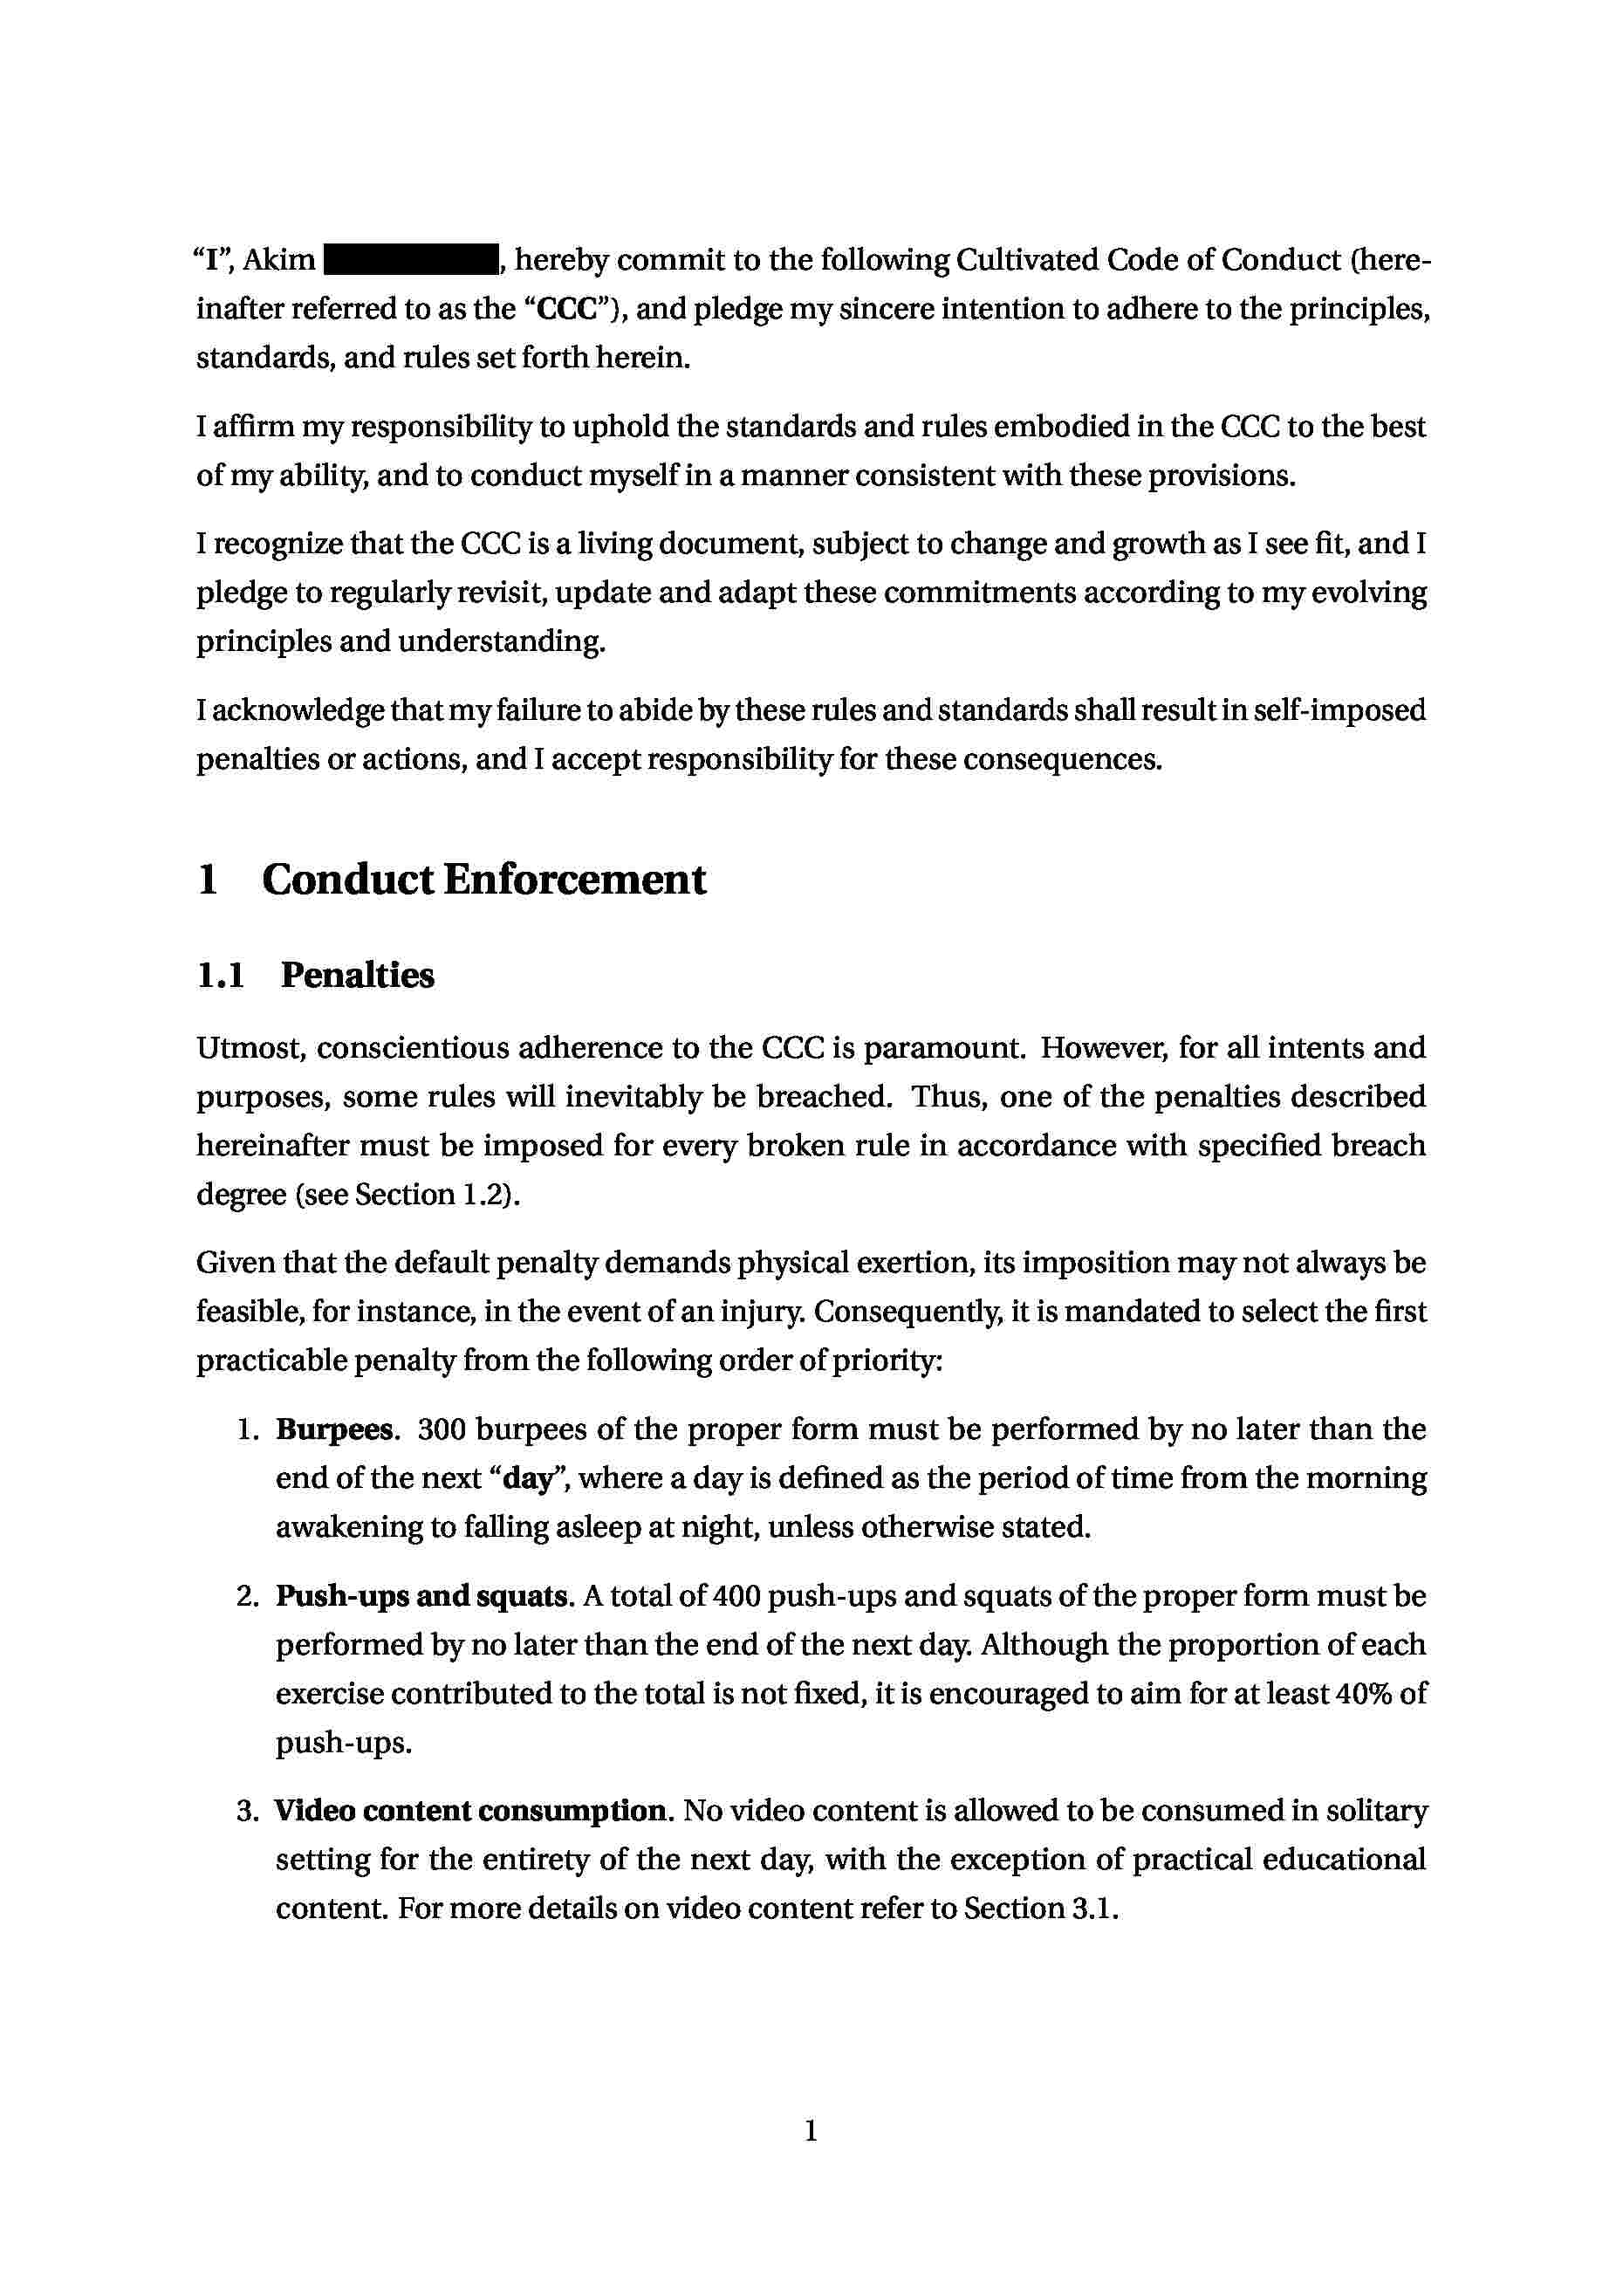 “I”, Akim , hereby commit to the following Cultivated Code of Conduct (here-
inafter referred to as the “CCC”), and pledge my sincere intention to adhere to the principles,
standards, and rules set forth herein.
I affirm my responsibility to uphold the standards and rules embodied in the CCC to the best
of my ability, and to conduct myself in a manner consistent with these provisions.
I recognize that the CCC is a living document, subject to change and growth as I see fit, and I
pledge to regularly revisit, update and adapt these commitments according to my evolving
principles and understanding.
I acknowledge that my failure to abide by these rules and standards shall result in self-imposed
penalties or actions, and I accept responsibility for these consequences.
1 Conduct Enforcement
1.1 Penalties
Utmost, conscientious adherence to the CCC is paramount. However, for all intents and
purposes, some rules will inevitably be breached. Thus, one of the penalties described
hereinafter must be imposed for every broken rule in accordance with specified breach
degree (see Section 1.2).
Given that the default penalty demands physical exertion, its imposition may not always be
feasible, for instance, in the event of an injury. Consequently, it is mandated to select the first
practicable penalty from the following order of priority:
1. Burpees. 300 burpees of the proper form must be performed by no later than the
end of the next “day”, where a day is defined as the period of time from the morning
awakening to falling asleep at night, unless otherwise stated.
2. Push-ups and squats. A total of 400 push-ups and squats of the proper form must be
performed by no later than the end of the next day. Although the proportion of each
exercise contributed to the total is not fixed, it is encouraged to aim for at least 40% of
push-ups.
3. Video content consumption. No video content is allowed to be consumed in solitary
setting for the entirety of the next day, with the exception of practical educational
content. For more details on video content refer to Section 3.1.
1